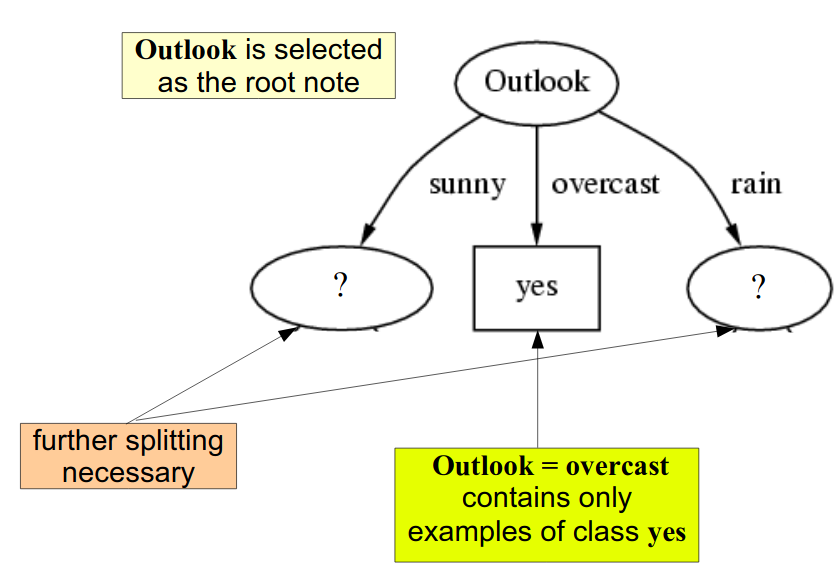 Outlook is selected
as the root note
Outlook
sunny
overcast
rain
?
yes
?
further splitting
necessary
Outlook = overcast
contains only
examples of class yes